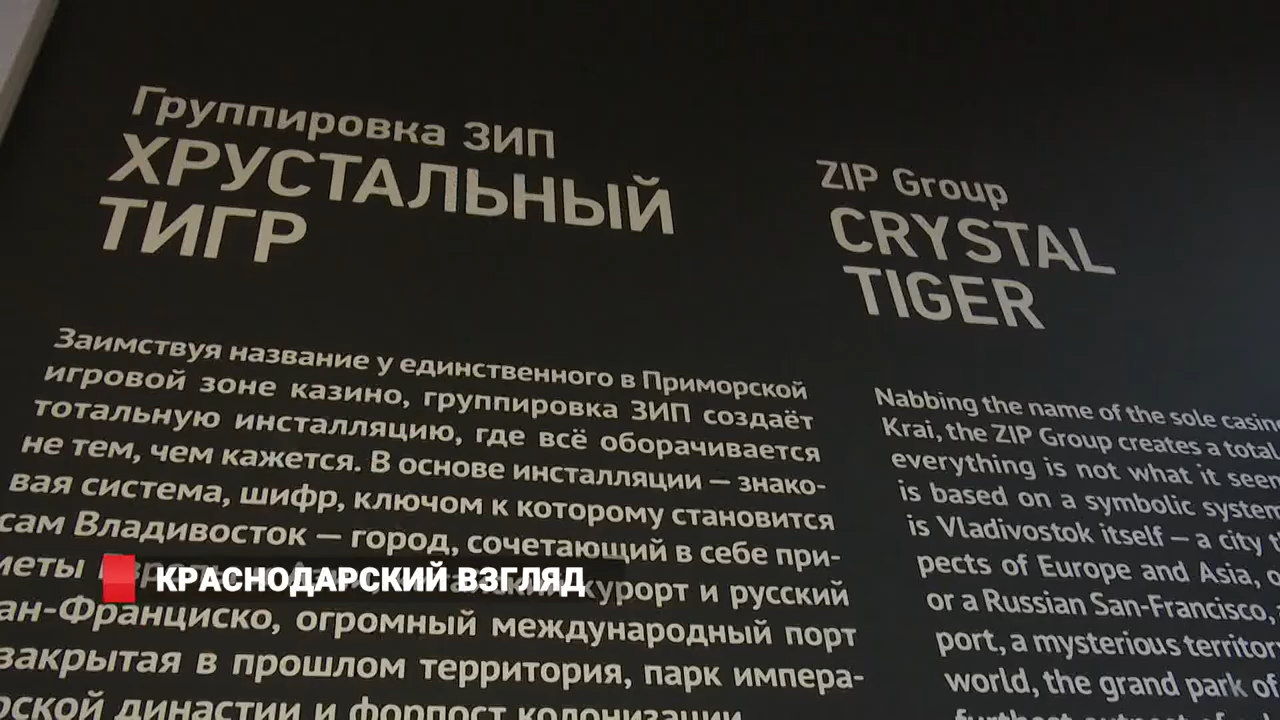 Группировка ЗИП
ХРУСТАЛЬНЫЙ
ТИГР
Заимствуя название у единственного в Приморской
игровой зоне казино, группировка ЗИП создаёт
тотальную инсталляцию, где всё оборачивается
не тем, чем кажется. В основе инсталляции — знако-
вая система, шифр, ключом к которому становится
сам Владивосток — город, сочетающий в себе при-
меты
курорт и русский
ан-Франциско, огромный международный порт
закрытая в прошлом территория, парк импера-
рской династии и форпост колонизации
ZIP Group
CRYSTAL
TIGER
Nabbing the name of the sole casino
Krai, the ZIP Group creates a total
everything is not what it seem
is based on a symbolic system
is Vladivostok itself — a city t
pects of Europe and Asia, o
or a Russian San-Francisco,
port, a mysterious territor
world, the grand park of
КРАСНОДАРСКИЙ ВЗГЛЯД